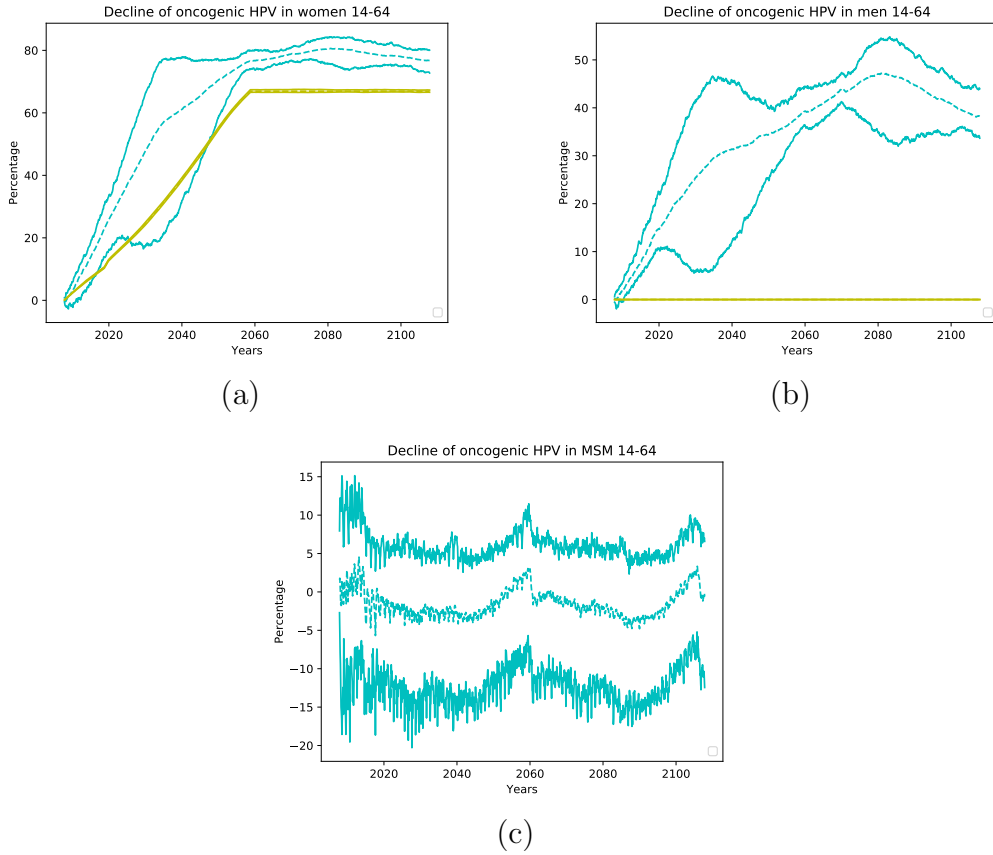 Decline of oncogenic HPV in women 14-64
Percentage
80
60
40
20
0
2020 2040 2060 2080 2100
Years
(a)
Decline of oncogenic HPV in men 14-64
Percentage
50
40
30
20
10
0
2020 2040 2060 2080 2100
Years
(b)
Decline of oncogenic HPV in MSM 14-64
Percentage
15
10
5
0
−5
−10
−15
−20
2020 2040 2060 2080 2100
Years
(c)